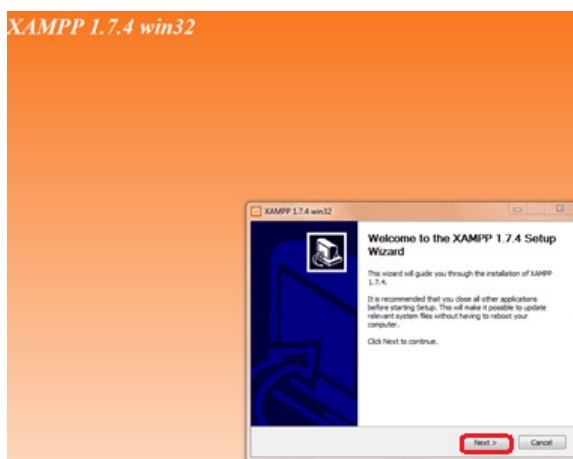 XAMPP 1.7.4 win32
XAMPP 1.7.4 win32
Welcome to the XAMPP 1.7.4 Setup
Wizard
This wizard will guide you through the installation of XAMPP
1.7.4.
It is recommended that you close all other applications
before starting Setup. This will make it possible to update
relevant system files without having to reboot your
computer.
Click Next to continue.
Next >
Cancel